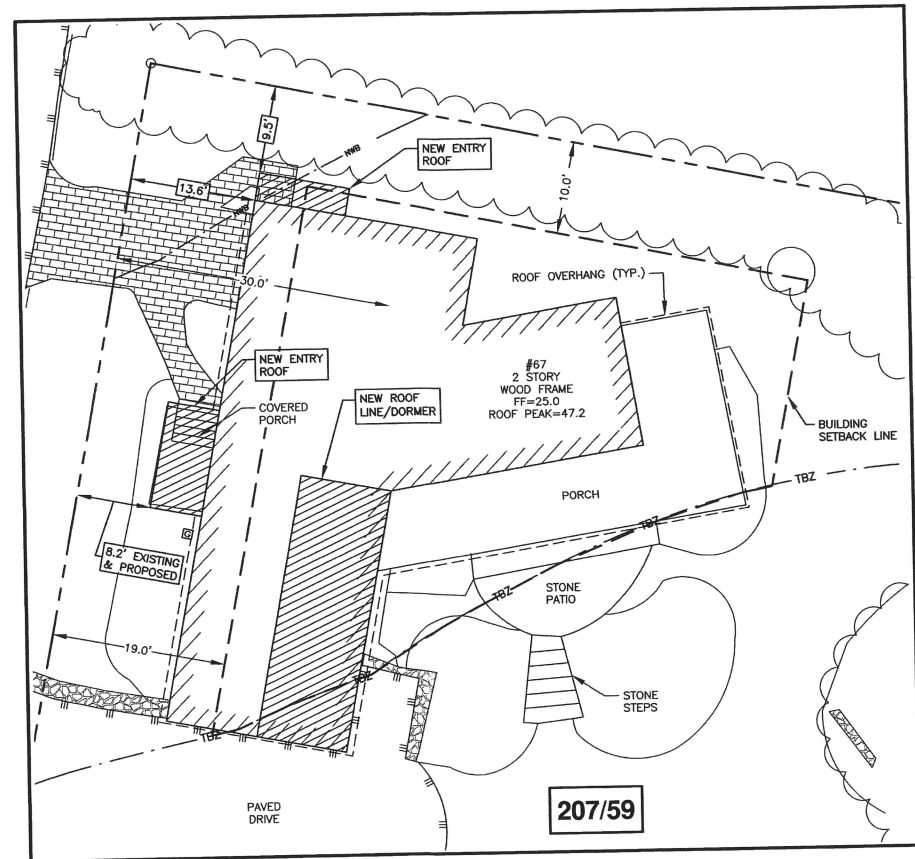 9.5'
NWB
NEW ENTRY
ROOF
13.6'
NWB
10.0'
30.0'
ROOF OVERHANG (TYP.)
NEW ENTRY
ROOF
#67
2 STORY
WOOD FRAME
FF=25.0
ROOF PEAK=47.2
NEW ROOF
LINE/DORMER
COVERED
PORCH
BUILDING
SETBACK LINE
TBZ
PORCH
TBZ
G
8.2' EXISTING
& PROPOSED
STONE
PATIO
TBZ
19.0'
TBZ
STONE
STEPS
TBZ
PAVED
DRIVE
207/59